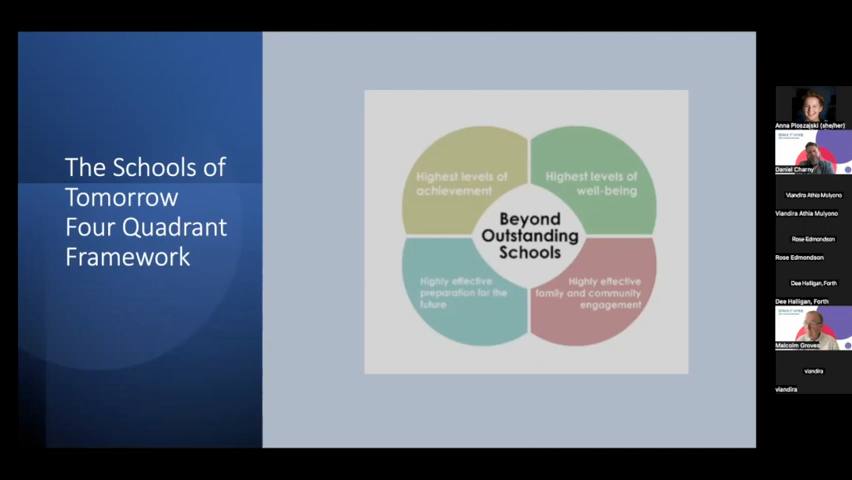 The Schools of
Tomorrow
Four Quadrant
Framework
Highest levels of
achievement
Highest levels of
well-being
Beyond
Outstanding
Schools
Highly effective
preparation for the
future
Highly effective
family and community
engagement
Anna Ploszajski (she/her)
Daniel Charny
Viandira Athia Mulyono
Viandira Athia Mulyono
Rose Edmondson
Rose Edmondson
Dee Halligan, Forth
Dee Halligan, Forth
Malcolm Groves
viandira
viandira